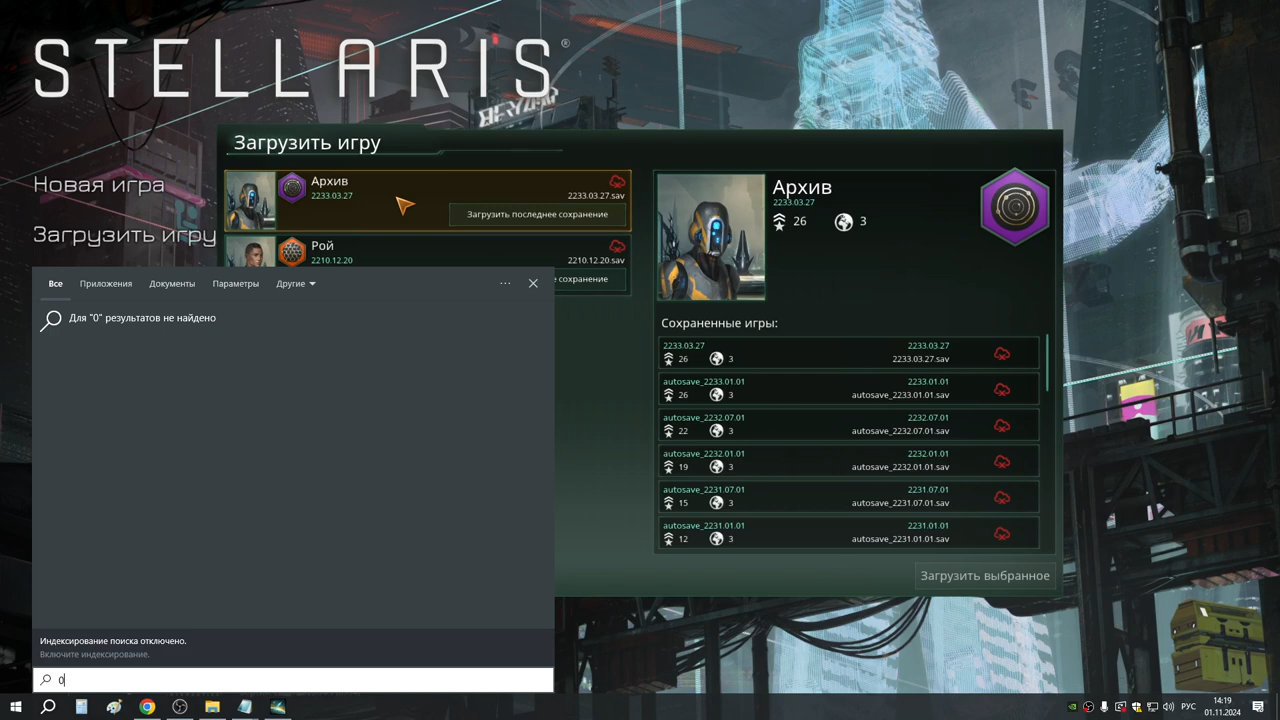 STELLARIS®
Загрузить игру
Новая игра
Загрузить игру
Архив
2233.03.27
2233.03.27.sav
Загрузить последнее сохранение
Рой
2210.12.20
2210.12.20.sav
сохранение
Архив
2233.03.27
26 3
Сохраненные игры:
2233.03.27 2233.03.27
26 3 2233.03.27.sav
autosave_2233.01.01 2233.01.01
26 3 autosave_2233.01.01.sav
autosave_2232.07.01 2232.07.01
22 3 autosave_2232.07.01.sav
autosave_2232.01.01 2232.01.01
19 3 autosave_2232.01.01.sav
autosave_2231.07.01 2231.07.01
15 3 autosave_2231.07.01.sav
autosave_2231.01.01 2231.01.01
12 3 autosave_2231.01.01.sav
Загрузить выбранное
Все Приложения Документы Параметры Другие
Для "0" результатов не найдено
Индексирование поиска отключено.
Включите индексирование.
0
РУС
14:19
01.11.2024